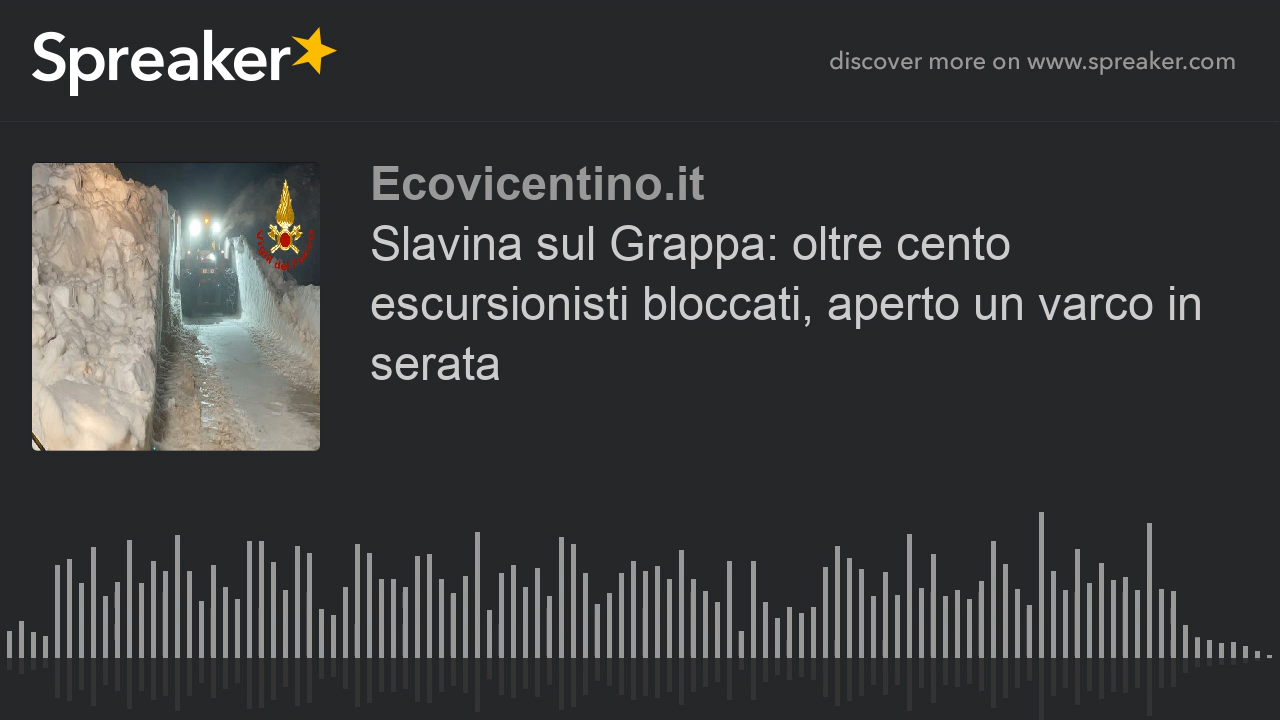 Spreaker
discover more on www.spreaker.com
Ecovicentino.it
Slavina sul Grappa: oltre cento
escursionisti bloccati, aperto un varco in
serata